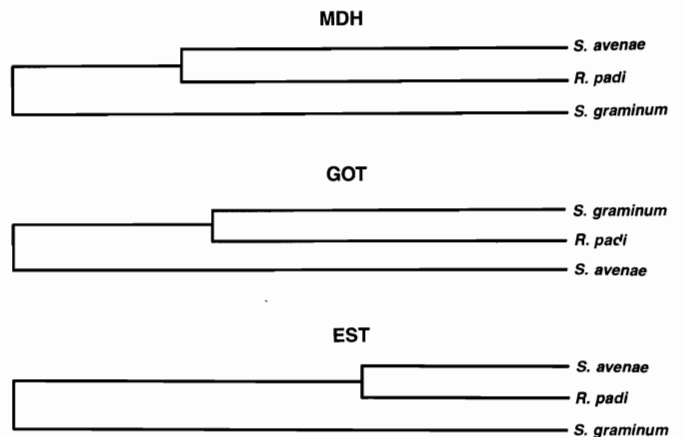 MDH
S. avenae
R. padi
S. graminum
GOT
S. graminum
R. padi
S. avenae
EST
S. avenae
R. padi
S. graminum